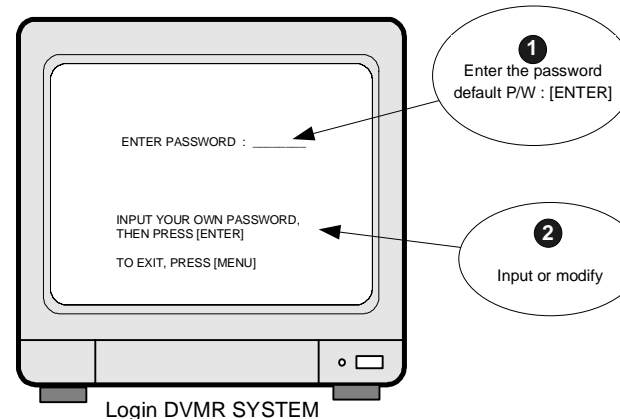 1
Enter the password
default P/W : [ENTER]
ENTER PASSWORD : ________
INPUT YOUR OWN PASSWORD,
THEN PRESS [ENTER]
TO EXIT, PRESS [MENU]
2
Input or modify
Login DVMR SYSTEM